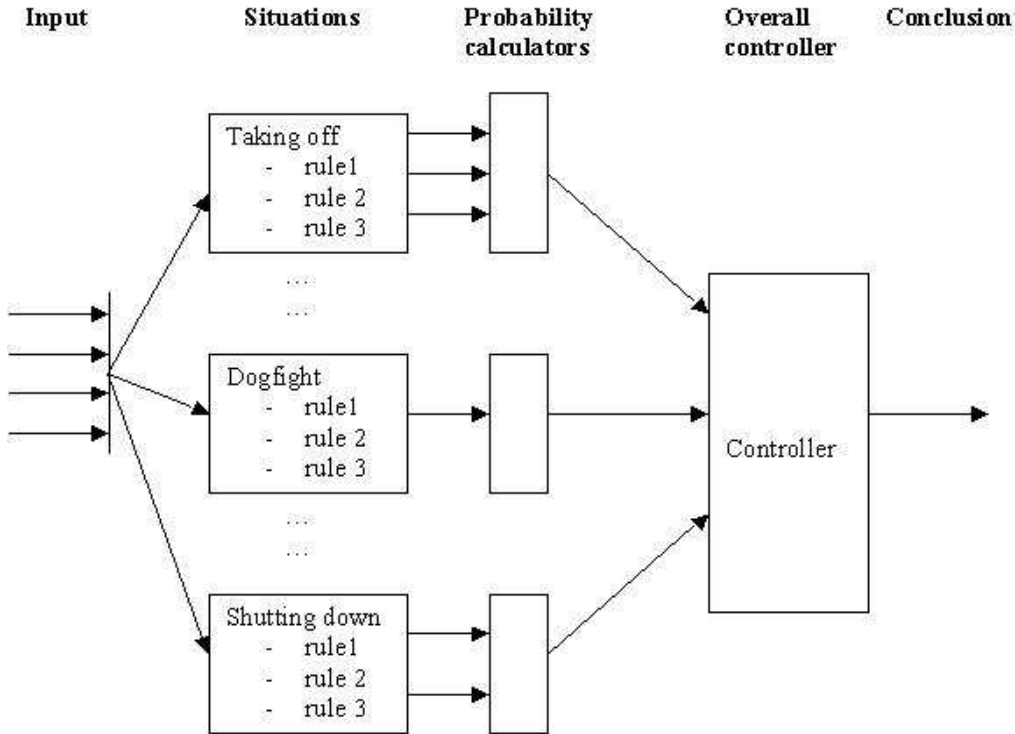 Input
Situations
Probability
calculators
Overall
controller
Conclusion
Taking off
- rule1
- rule 2
- rule 3
...
...
Dogfight
- rule1
- rule 2
- rule 3
...
...
Shutting down
- rule1
- rule 2
- rule 3
Controller